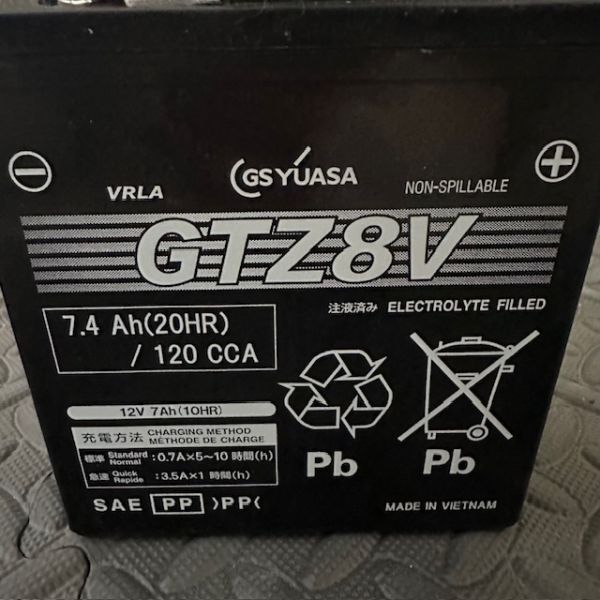 GS YUASA
VRLA
NON-SPILLABLE
GTZ8V
注液済み ELECTROLYTE FILLED
7.4 Ah(20HR)
/ 120 CCA
12V 7Ah(10HR)
充電方法 CHARGING METHOD
MÉTHODE DE CHARGE
標準 Standard Normal :0.7A×5~10 時間(h)
急速 Quick Rapide :3.5A×1 時間(h)
Pb
Pb
SAE PP >PP<
MADE IN VIETNAM